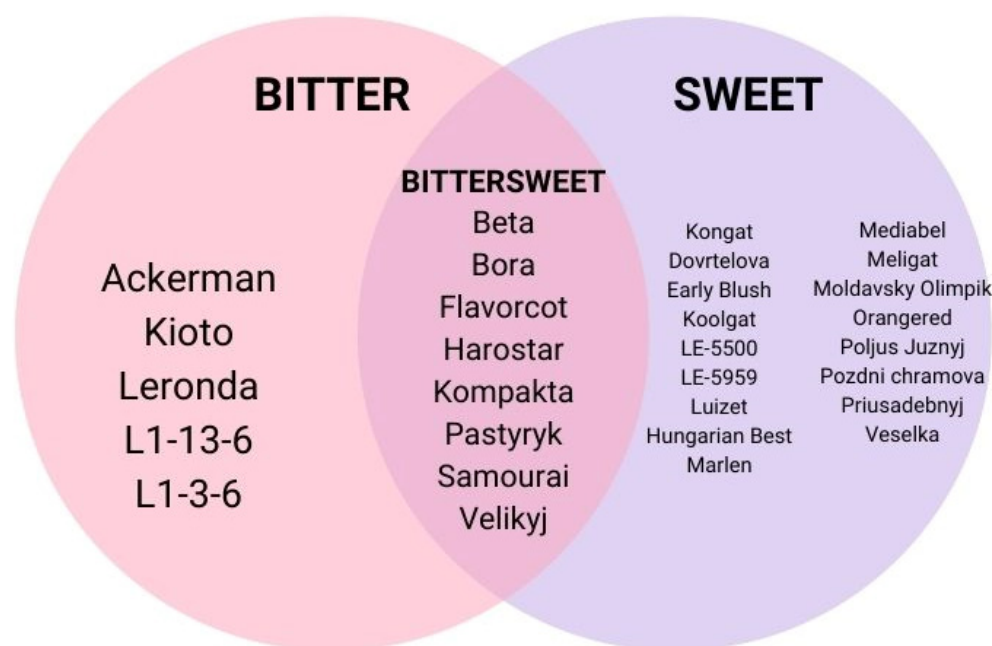 BITTER
SWEET
Ackerman
Kioto
Leronda
L1-13-6
L1-3-6
BITTERSWEET
Beta
Bora
Flavorcot
Harostar
Kompakta
Pastyryk
Samourai
Velikyj
Kongat
Dovrtelova
Early Blush
Koolgat
LE-5500
LE-5959
Luizet
Hungarian Best
Marlen
Mediabel
Meligat
Moldavsky Olimpik
Orangered
Poljus Juznyj
Pozdni chramova
Priusadebnyj
Veselka